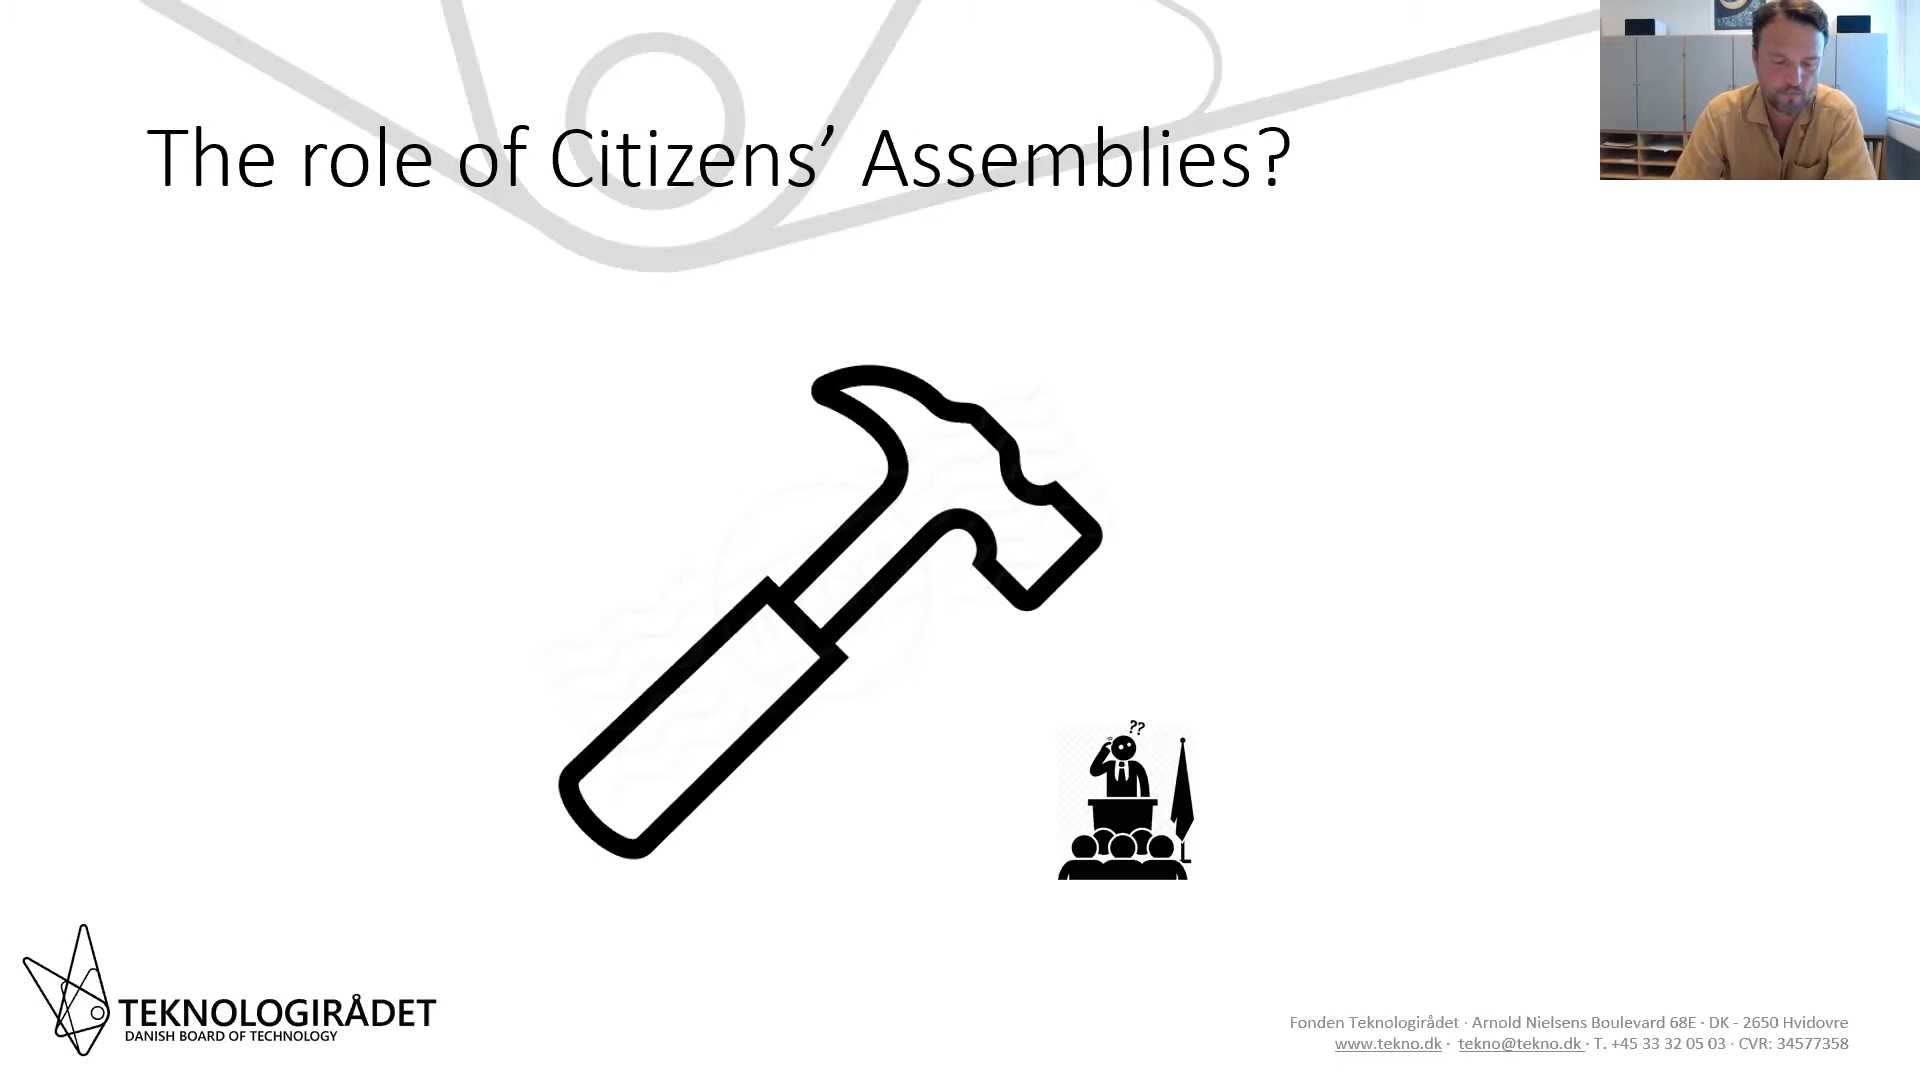 The role of Citizens’ Assemblies?
??
TEKNOLOGIRÅDET
DANISH BOARD OF TECHNOLOGY
Fonden Teknologirådet · Arnold Nielsens Boulevard 68E · DK - 2650 Hvidovre
www.tekno.dk · tekno@tekno.dk · T. +45 33 32 05 03 · CVR: 34577358